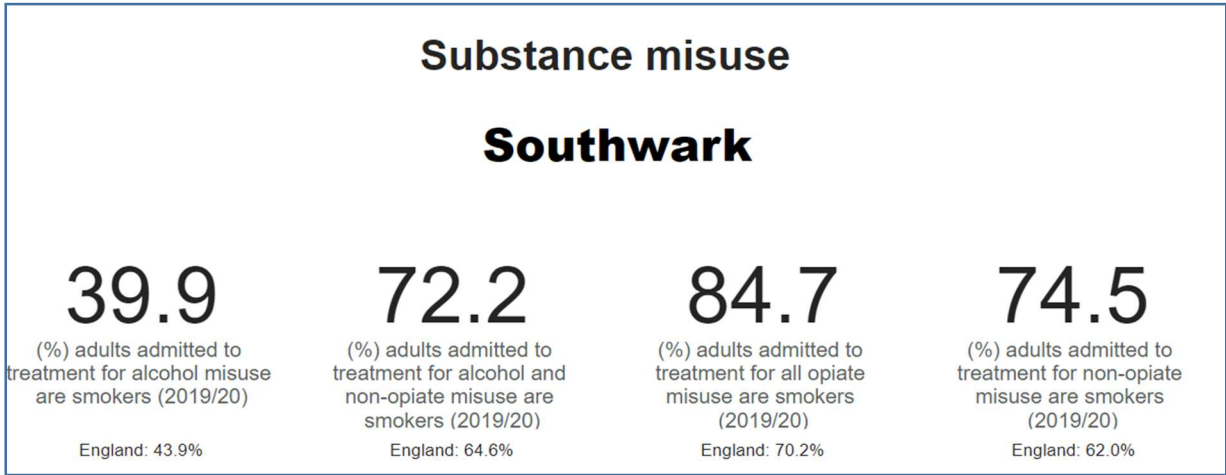 Substance misuse
Southwark
39.9
(%) adults admitted to
treatment for alcohol misuse
are smokers (2019/20)
England: 43.9%
72.2
(%) adults admitted to
treatment for alcohol and
non-opiate misuse are
smokers (2019/20)
England: 64.6%
84.7
(%) adults admitted to
treatment for all opiate
misuse are smokers
(2019/20)
England: 70.2%
74.5
(%) adults admitted to
treatment for non-opiate
misuse are smokers
(2019/20)
England: 62.0%